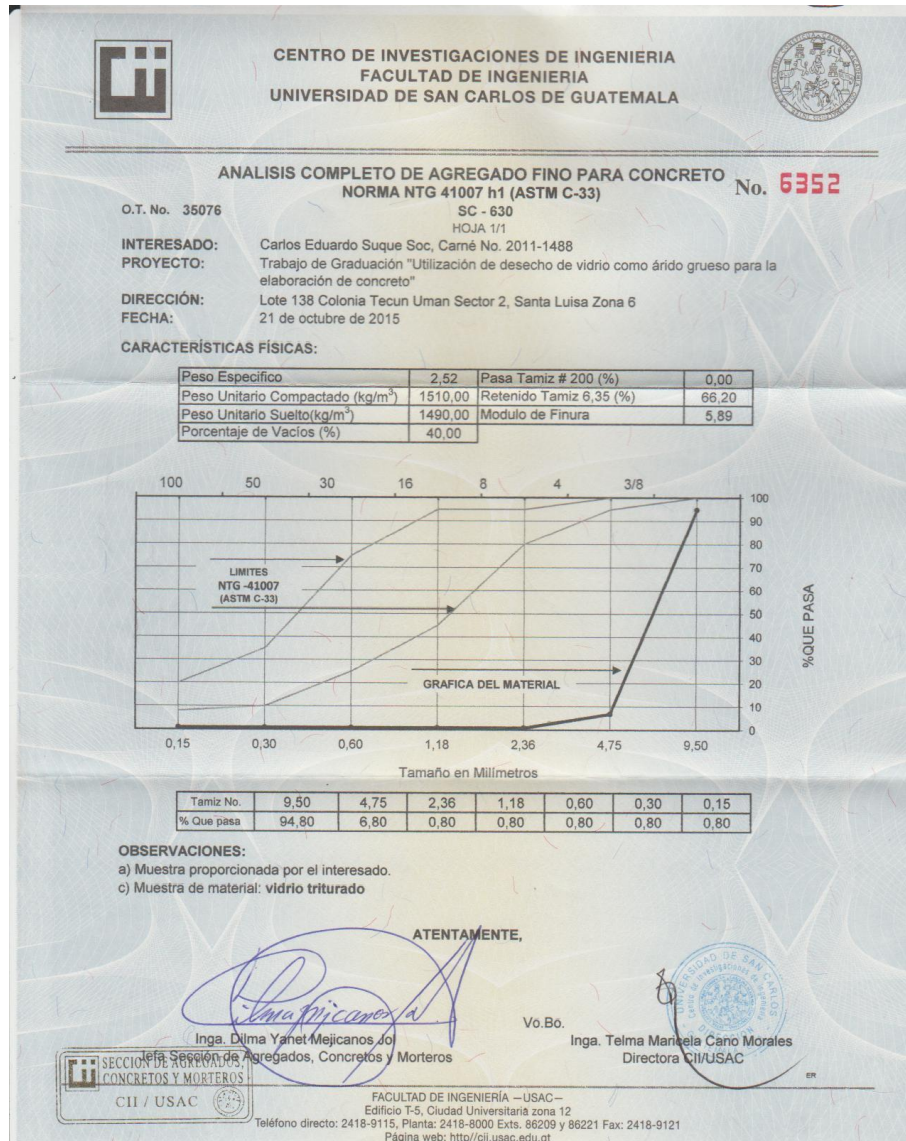 Cii
CENTRO DE INVESTIGACIONES DE INGENIERIA
FACULTAD DE INGENIERIA
UNIVERSIDAD DE SAN CARLOS DE GUATEMALA
ANALISIS COMPLETO DE AGREGADO FINO PARA CONCRETO
NORMA NTG 41007 h1 (ASTM C-33)
No. 6352
O.T. No. 35076
SC - 630
HOJA 1/1
INTERESADO: Carlos Eduardo Suque Soc, Carné No. 2011-1488
PROYECTO: Trabajo de Graduación "Utilización de desecho de vidrio como árido grueso para la
elaboración de concreto"
DIRECCIÓN: Lote 138 Colonia Tecun Uman Sector 2, Santa Luisa Zona 6
FECHA: 21 de octubre de 2015
CARACTERÍSTICAS FÍSICAS:
Peso Especifico 2,52 Pasa Tamiz # 200 (%) 0,00
Peso Unitario Compactado (kg/m³) 1510,00 Retenido Tamiz 6,35 (%) 66,20
Peso Unitario Suelto(kg/m³) 1490,00 Modulo de Finura 5,89
Porcentaje de Vacíos (%) 40,00
100 50 30 16 8 4 3/8
100
90
80
70
60
50
40
30
20
10
0
%QUE PASA
LIMITES
NTG -41007
(ASTM C-33)
GRAFICA DEL MATERIAL
0,15 0,30 0,60 1,18 2,36 4,75 9,50
Tamaño en Milímetros
Tamiz No. 9,50 4,75 2,36 1,18 0,60 0,30 0,15
% Que pasa 94,80 6,80 0,80 0,80 0,80 0,80 0,80
OBSERVACIONES:
a) Muestra proporcionada por el interesado.
c) Muestra de material: vidrio triturado
ATENTAMENTE,
Inga. Dilma Yanet Mejicanos Jol
Jefa Sección de Agregados, Concretos y Morteros
Vo.Bo.
Inga. Telma Maricela Cano Morales
Directora CII/USAC
ER
SECCION DE AGREGADOS,
CONCRETOS Y MORTEROS
CII / USAC
FACULTAD DE INGENIERÍA —USAC—
Edificio T-5, Ciudad Universitaria zona 12
Teléfono directo: 2418-9115, Planta: 2418-8000 Exts. 86209 y 86221 Fax: 2418-9121
Página web: http//cii.usac.edu.gt